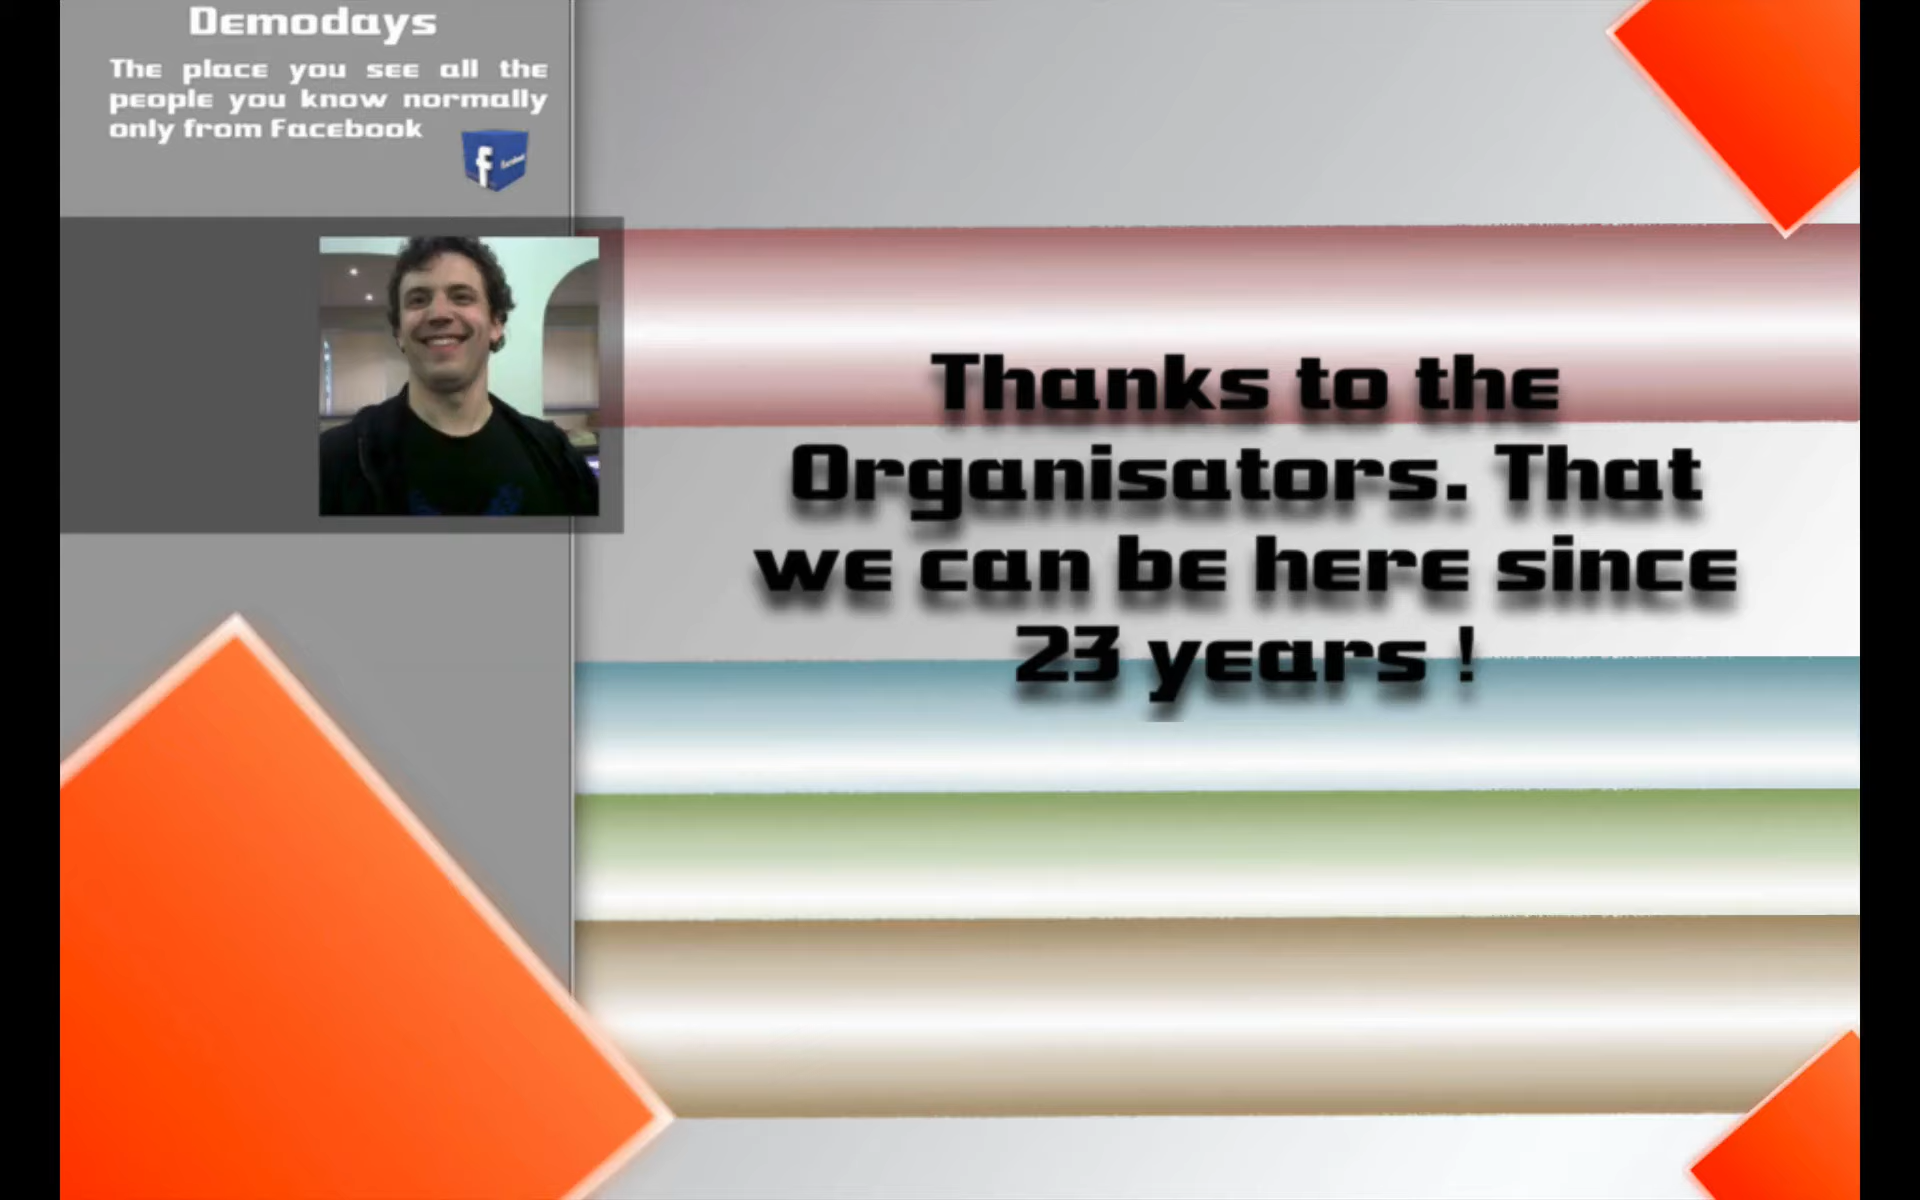 Demodays
The place you see all the
people you know normally
only from Facebook
f
Thanks to the
Organisators. That
we can be here since
23 years !